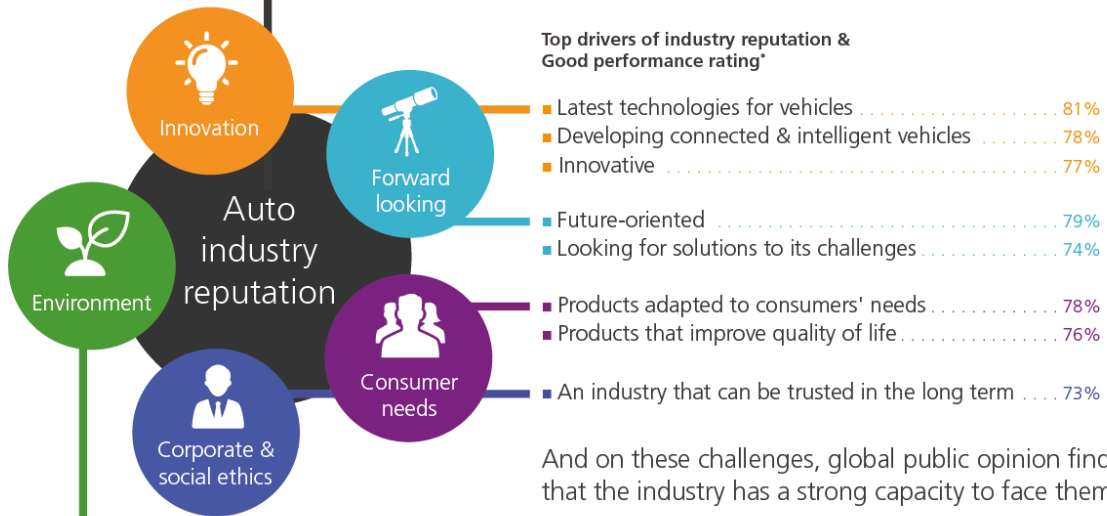 Top drivers of industry reputation &
Good performance rating*
Innovation
Latest technologies for vehicles 81%
Developing connected & intelligent vehicles 78%
Innovative 77%
Forward
looking
Future-oriented 79%
Looking for solutions to its challenges 74%
Auto
industry
reputation
Environment
Products adapted to consumers' needs 78%
Products that improve quality of life 76%
Consumer
needs
An industry that can be trusted in the long term 73%
Corporate &
social ethics
And on these challenges, global public opinion find
that the industry has a strong capacity to face them